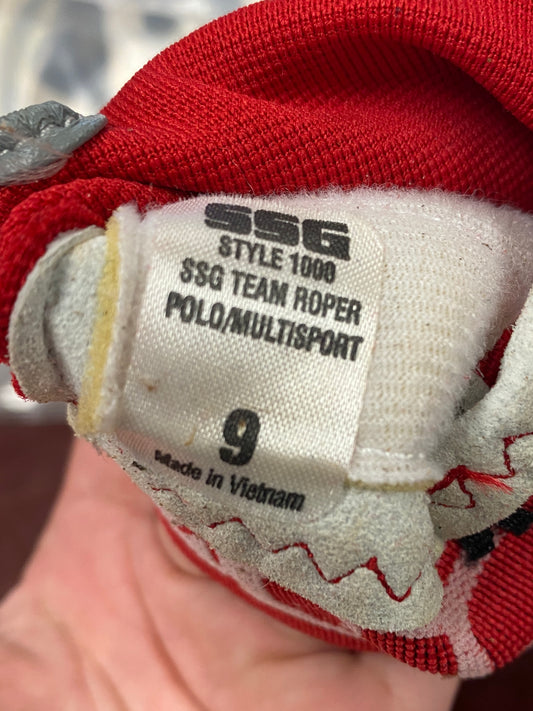 SSG
STYLE 1000
SSG TEAM ROPER
POLO/MULTISPORT
9
Made in Vietnam